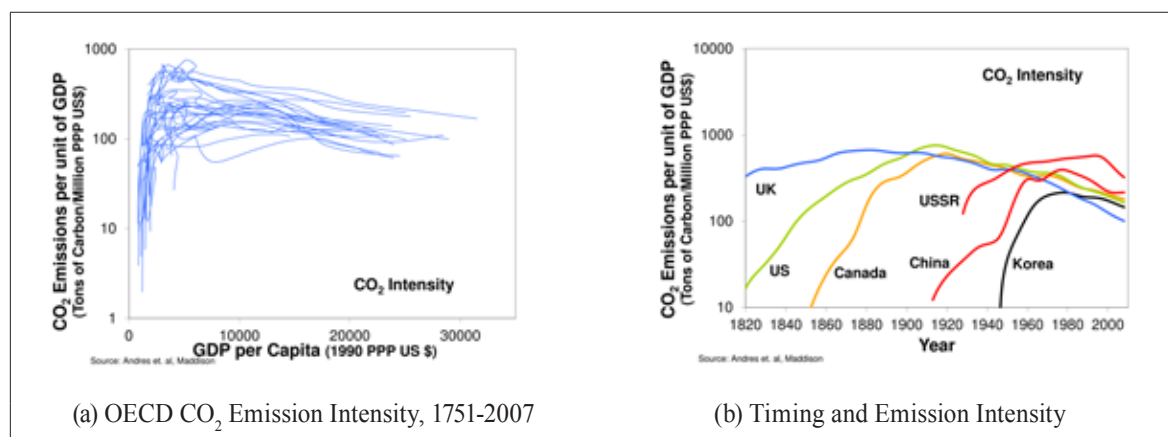 CO2 Emissions per unit of GDP
(Tons of Carbon/Million PPP US$)
1000
100
10
1
CO2 Intensity
0 10000 20000 30000
GDP per Capita (1990 PPP US $)
Source: Andres et. al, Maddison
(a) OECD CO2 Emission Intensity, 1751-2007
CO2 Emissions per unit of GDP
(Tons of Carbon/Million PPP US$)
10000
1000
100
10
CO2 Intensity
UK
US
Canada
USSR
China
Korea
1820 1840 1860 1880 1900 1920 1940 1960 1980 2000
Year
Source: Andres et. al, Maddison
(b) Timing and Emission Intensity